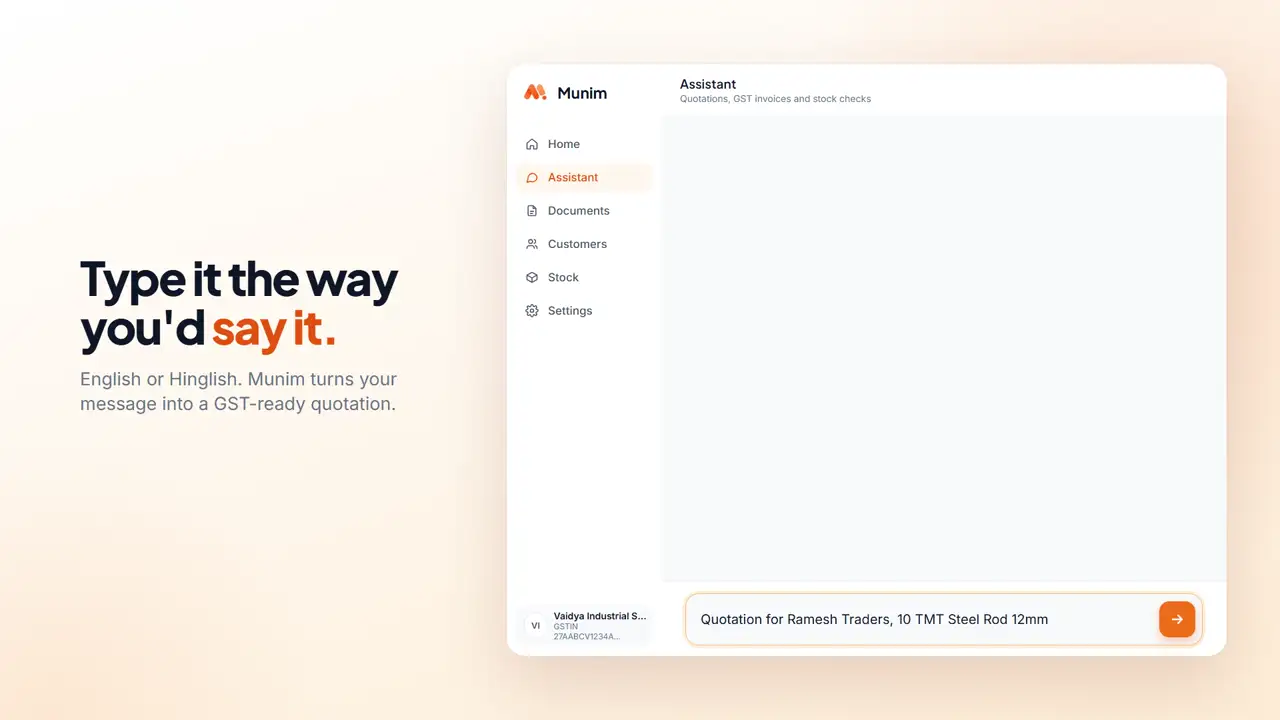 Type it the way
you'd say it.
English or Hinglish. Munim turns your
message into a GST-ready quotation.
Munim
Home
Assistant
Documents
Customers
Stock
Settings
VI
Vaidya Industrial S...
GSTIN
27AABCV1234A...
Assistant
Quotations, GST invoices and stock checks
Quotation for Ramesh Traders, 10 TMT Steel Rod 12mm